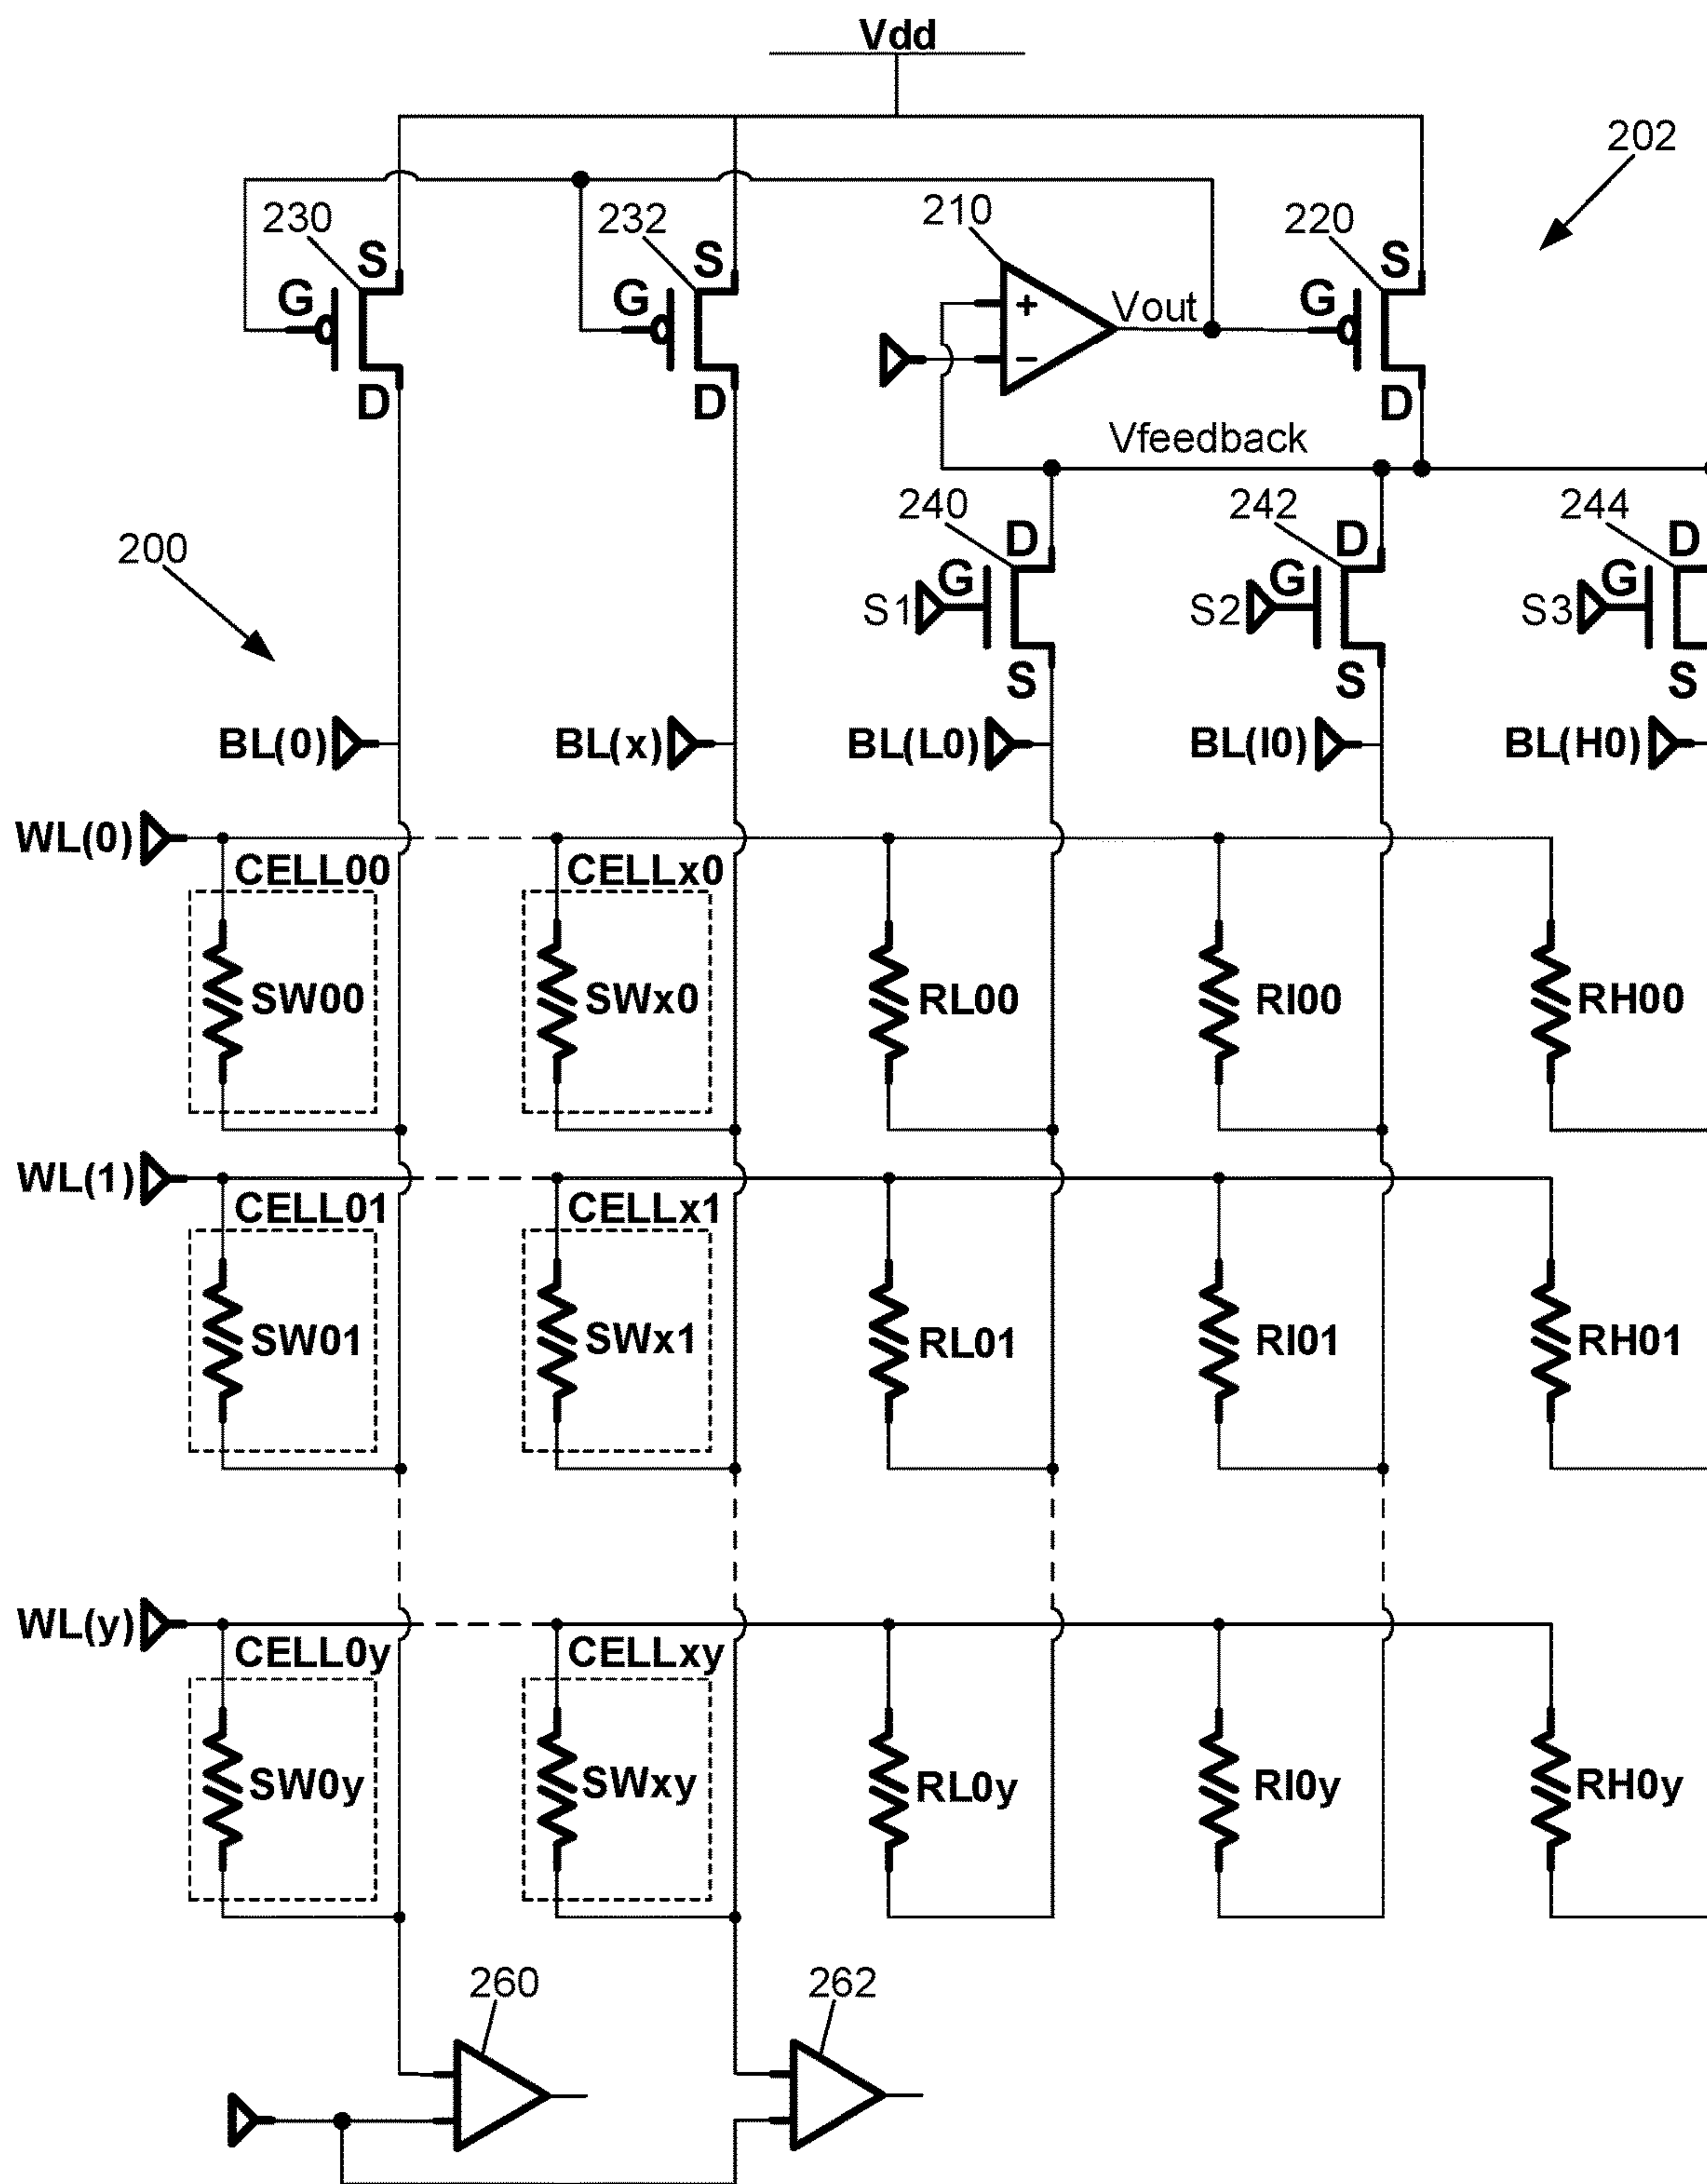 Vdd
202
230
232
210
220
S
S
S
G
G
+
Vout
G
−
D
D
D
Vfeedback
240
242
244
200
D
D
D
G
G
G
S1
S2
S3
S
S
S
BL(0)
BL(x)
BL(L0)
BL(I0)
BL(H0)
WL(0)
CELL00
CELLx0
SW00
SWx0
RL00
RI00
RH00
WL(1)
CELL01
CELLx1
SW01
SWx1
RL01
RI01
RH01
WL(y)
CELL0y
CELLxy
SW0y
SWxy
RL0y
RI0y
RH0y
260
262